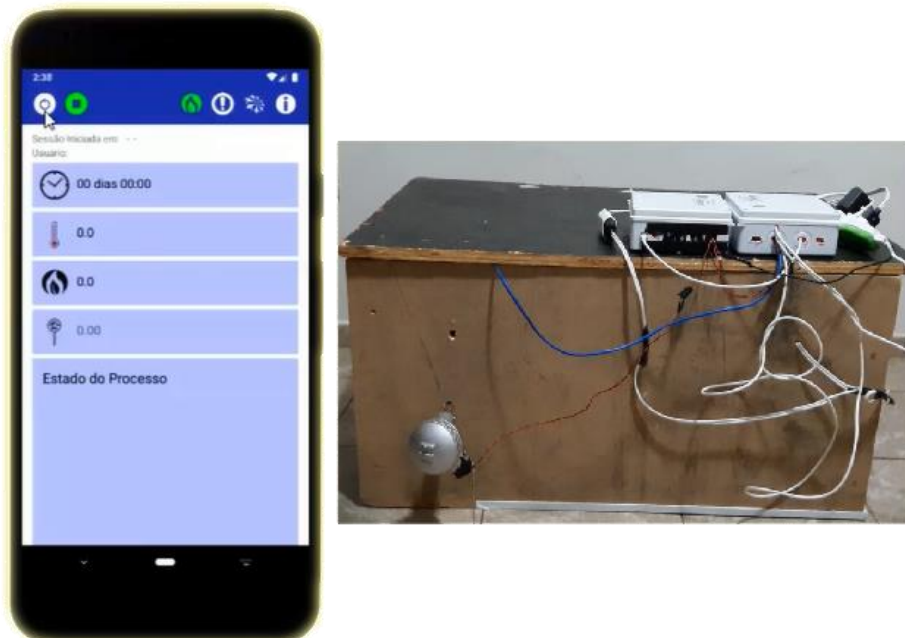 2:38
Sessão Iniciada em: - -
Usuario:
00 dias 00:00
0.0
0.0
0.00
Estado do Processo